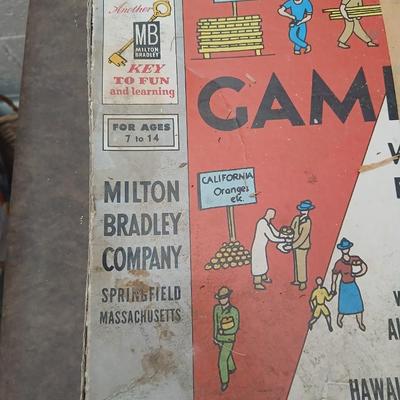 Another
MB
MILTON
BRADLEY
KEY
TO FUN
and learning
FOR AGES
7 to 14
MILTON
BRADLEY
COMPANY
SPRINGFIELD
MASSACHUSETTS
GAM
CALIFORNIA
Oranges
etc.
HAWAI